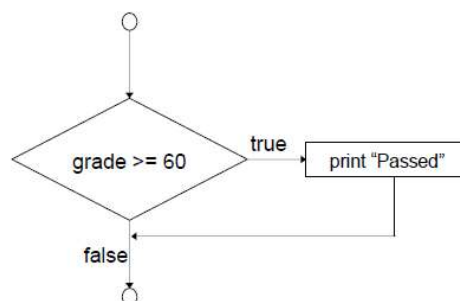 true
grade >= 60
print “Passed”
false